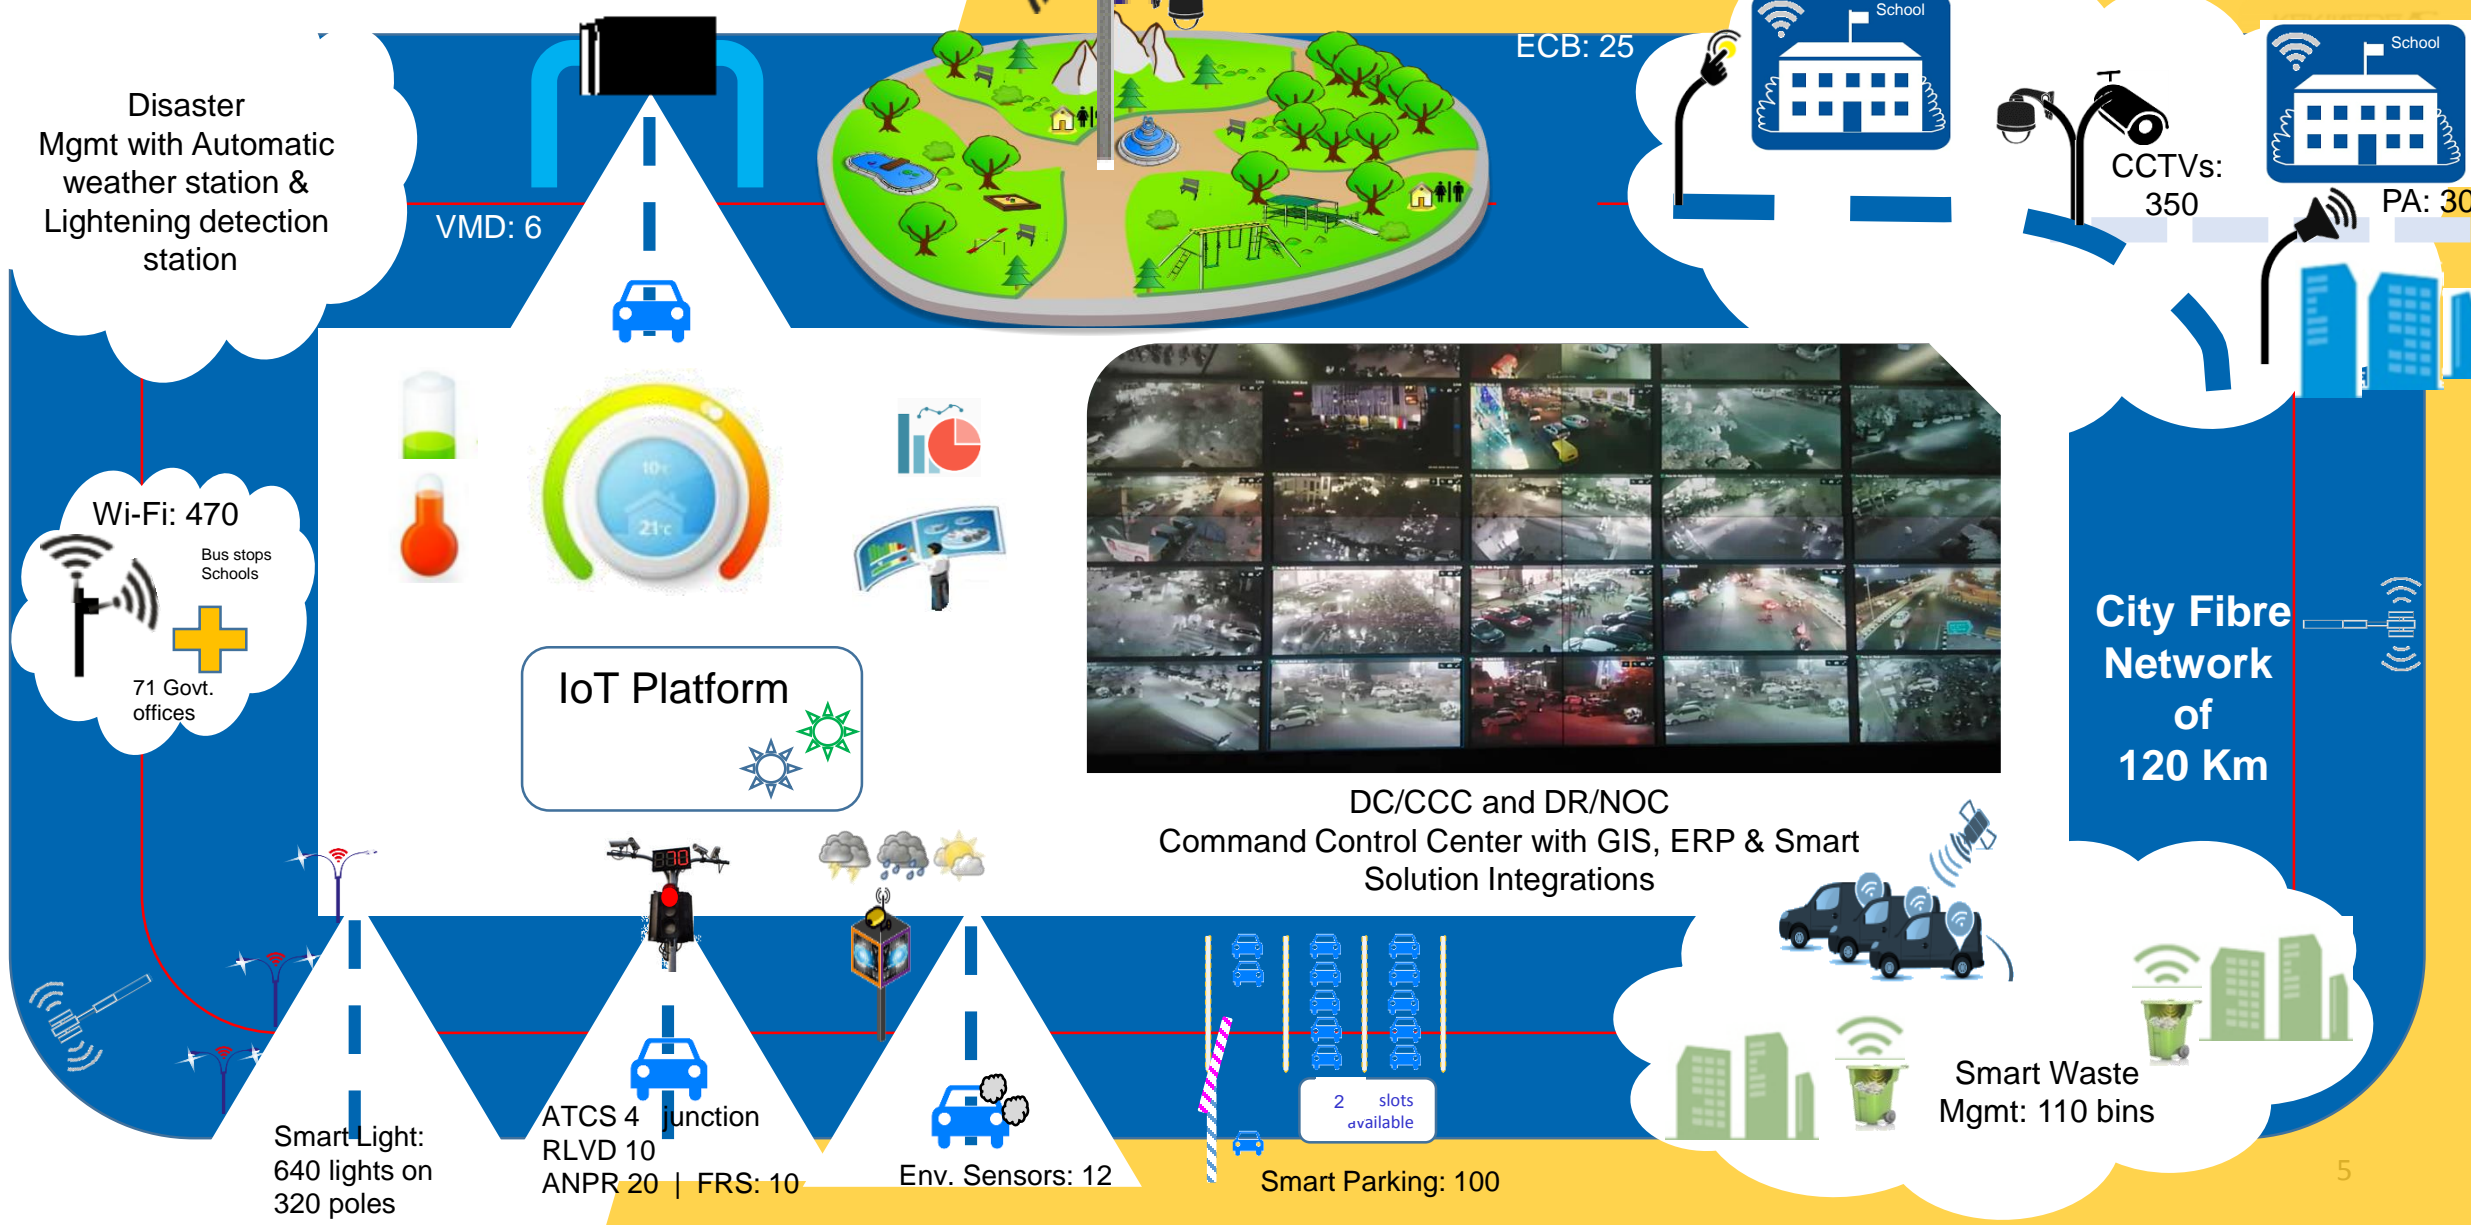 School
School
ECB: 25
Disaster
Mgmt with Automatic
weather station &
Lightening detection
station
VMD: 6
CCTVs:
350
PA: 30
Wi-Fi: 470
Bus stops
Schools
71 Govt.
offices
10°c
21°c
IoT Platform
City Fibre
Network
of
120 Km
DC/CCC and DR/NOC
Command Control Center with GIS, ERP & Smart
Solution Integrations
Smart Light:
640 lights on
320 poles
ATCS 4 junction
RLVD 10
ANPR 20 | FRS: 10
Env. Sensors: 12
2 slots
available
Smart Parking: 100
Smart Waste
Mgmt: 110 bins
5